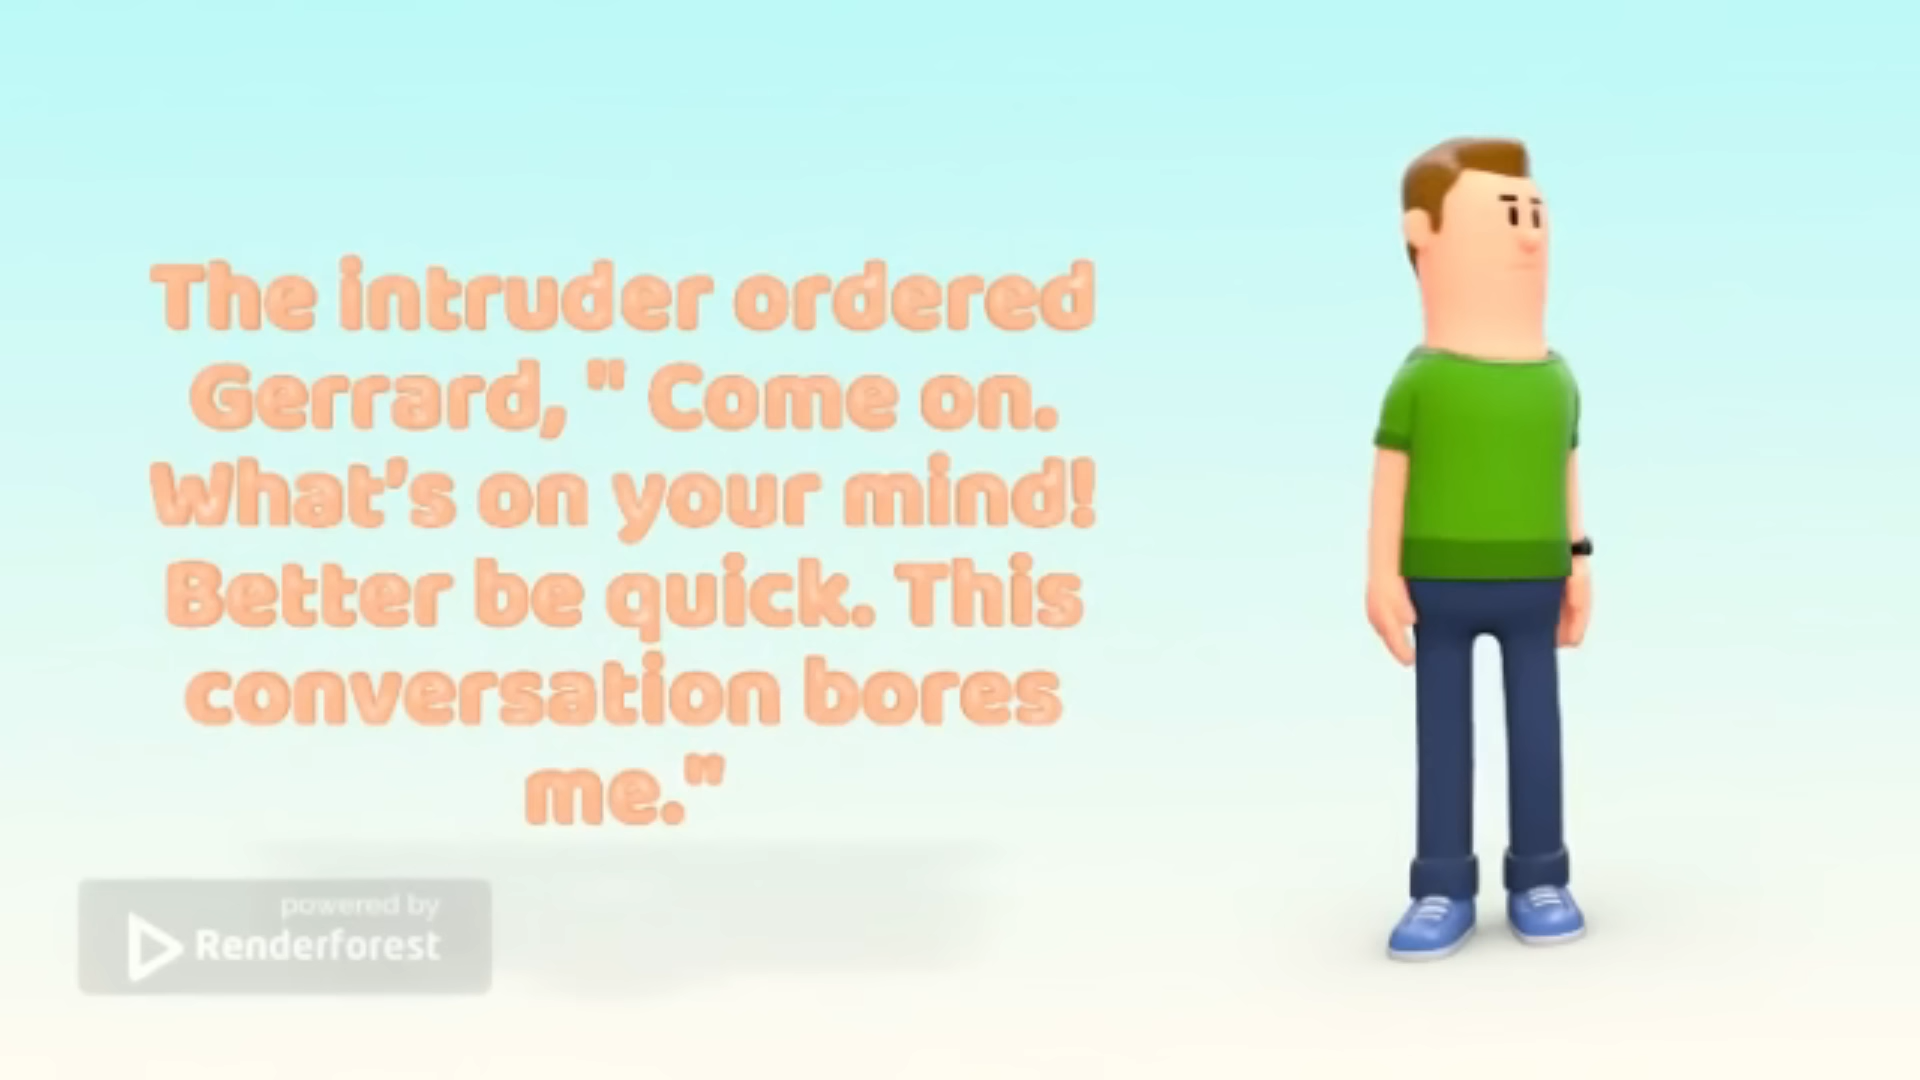 The intruder ordered
Gerrard, " Come on.
What's on your mind!
Better be quick. This
conversation bores
me."
powered by
Renderforest